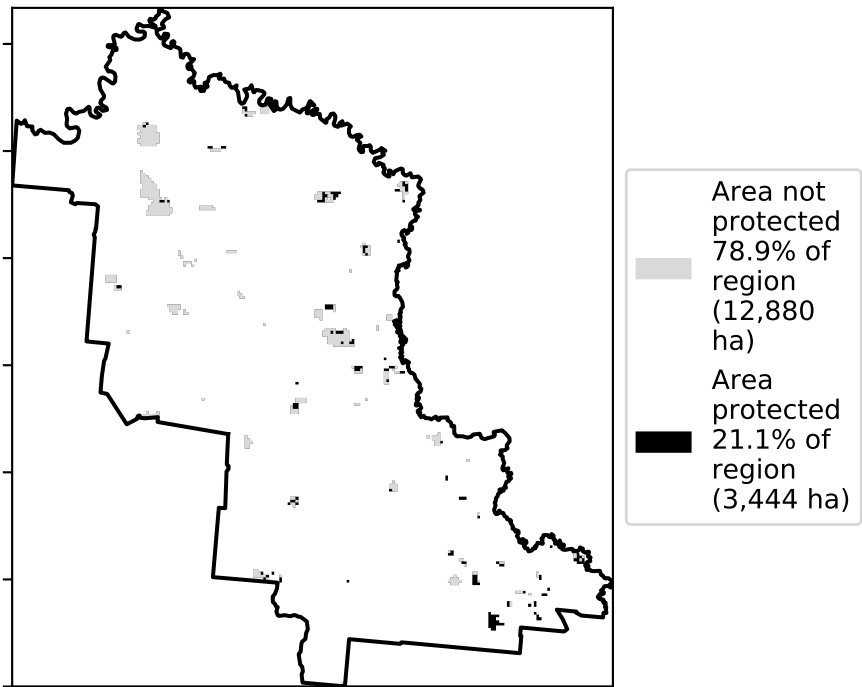 Area not
protected
78.9% of
region
(12,880
ha)
Area
protected
21.1% of
region
(3,444 ha)